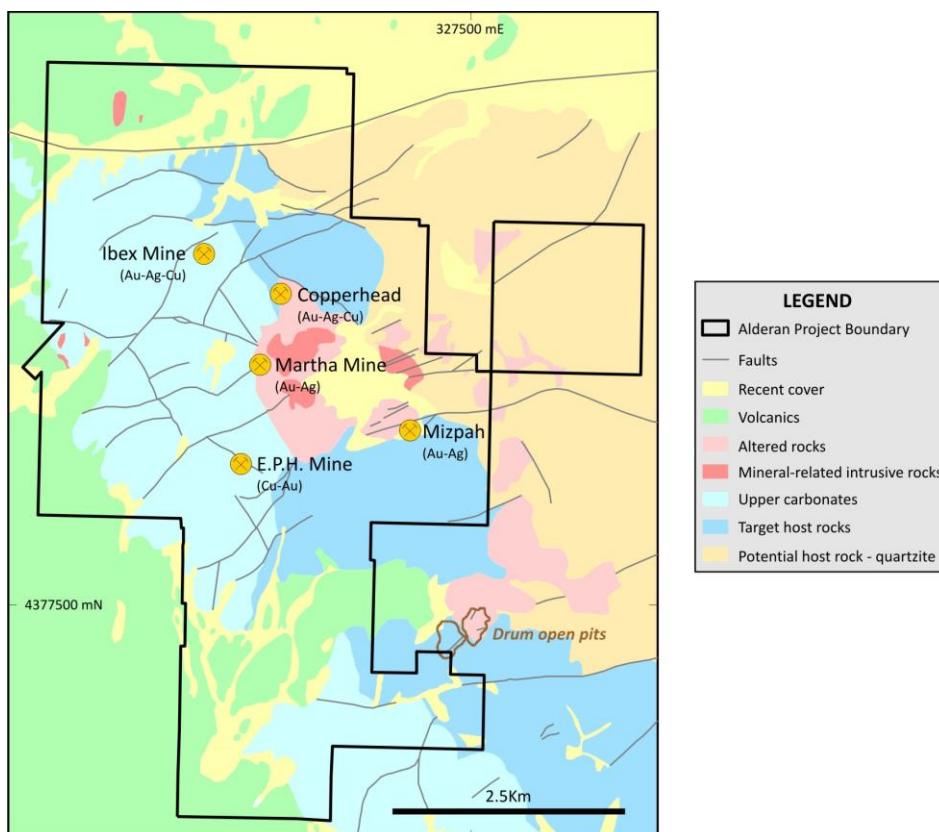 327500 mE
Ibex Mine
(Au-Ag-Cu)
Copperhead
(Au-Ag-Cu)
Martha Mine
(Au-Ag)
Mizpah
(Au-Ag)
E.P.H. Mine
(Cu-Au)
4377500 mN
Drum open pits
2.5Km
LEGEND
Alderan Project Boundary
Faults
Recent cover
Volcanics
Altered rocks
Mineral-related intrusive rocks
Upper carbonates
Target host rocks
Potential host rock - quartzite